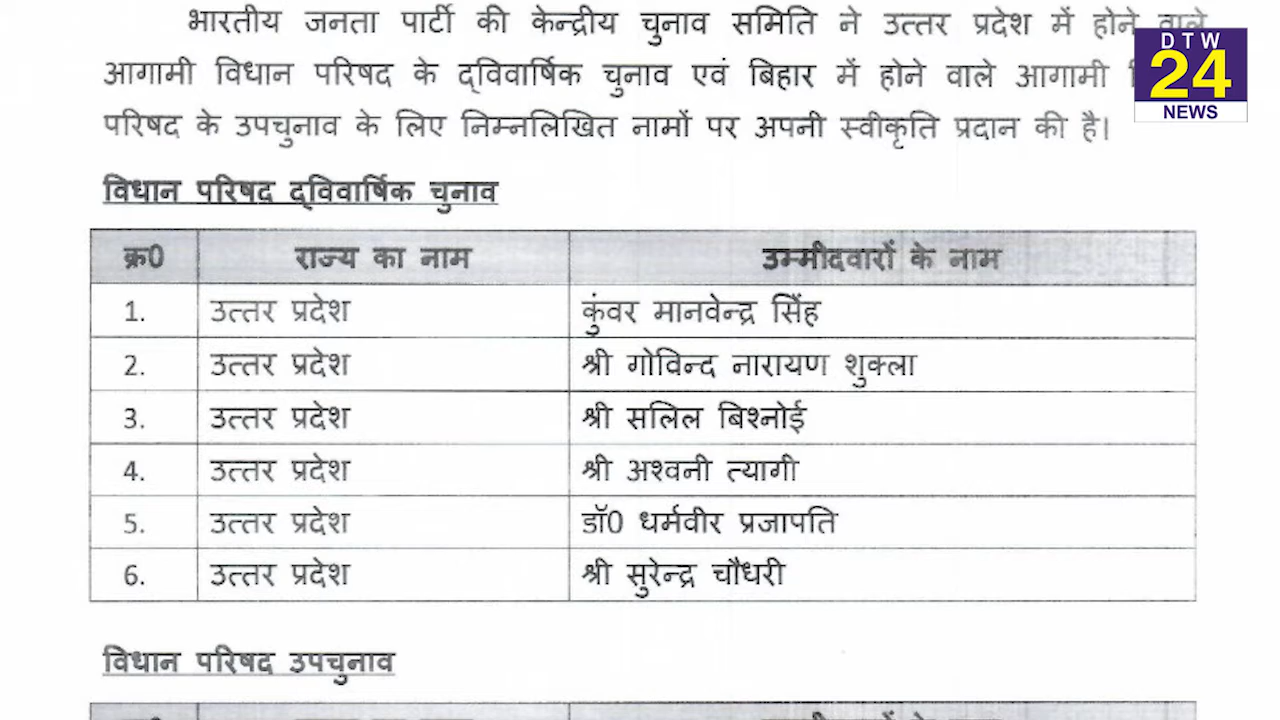 भारतीय जनता पार्टी की केन्द्रीय चुनाव समिति ने उत्तर प्रदेश में होने वाले
आगामी विधान परिषद के द्विवार्षिक चुनाव एवं बिहार में होने वाले आगामी
परिषद के उपचुनाव के लिए निम्नलिखित नामों पर अपनी स्वीकृति प्रदान की है।
DTW
24
NEWS
विधान परिषद द्विवार्षिक चुनाव
क्र0 राज्य का नाम उम्मीदवारों के नाम
1. उत्तर प्रदेश कुंवर मानवेन्द्र सिंह
2. उत्तर प्रदेश श्री गोविन्द नारायण शुक्ला
3. उत्तर प्रदेश श्री सलिल बिश्नोई
4. उत्तर प्रदेश श्री अश्वनी त्यागी
5. उत्तर प्रदेश डॉ0 धर्मवीर प्रजापति
6. उत्तर प्रदेश श्री सुरेन्द्र चौधरी
विधान परिषद उपचुनाव